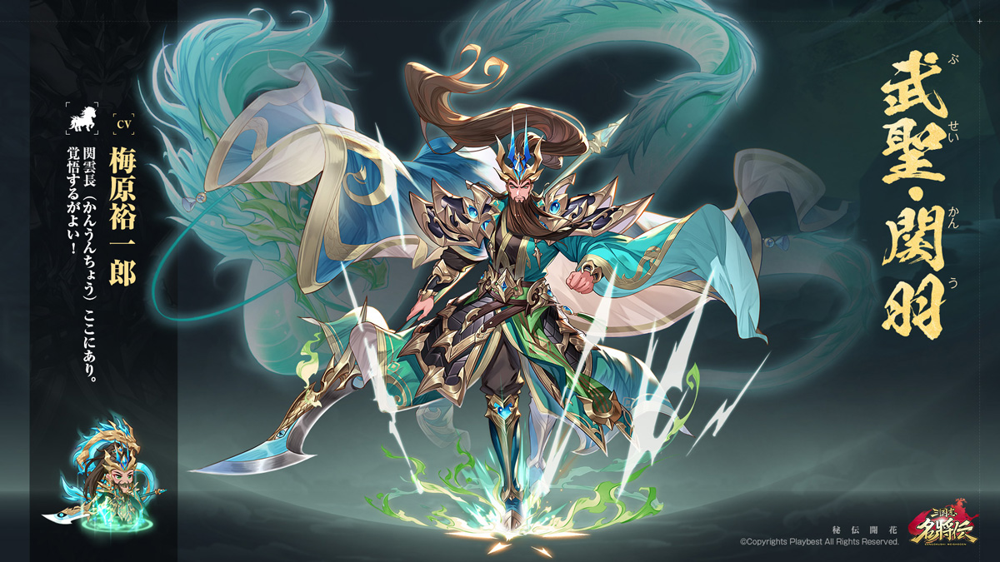 武聖・関羽
ぶ
せい
かん
う
CV
梅原裕一郎
関雲長（かんうんちょう）ここにあり。
覚悟するがよい！
秘伝開花
©Copyrights Playbest All Rights Reserved.
三国志
名将伝
SANGOKUSHI MEISHODEN